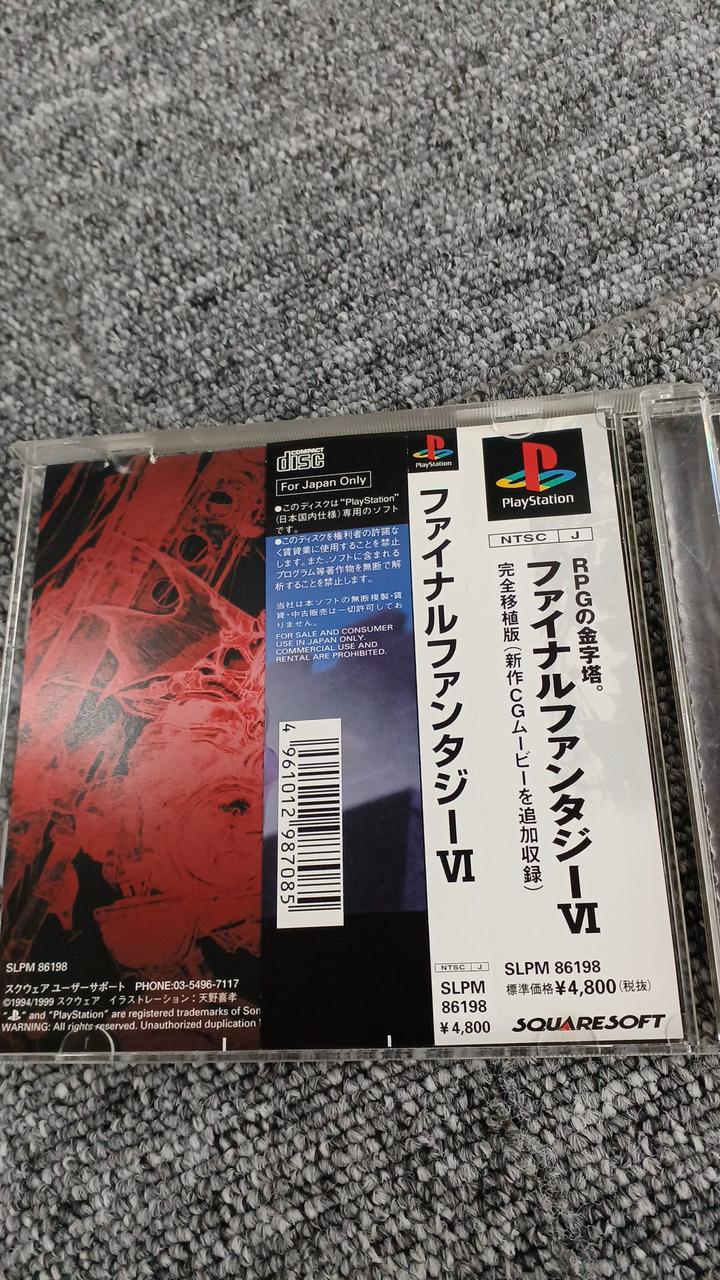 SLPM 86198
スクウェア ユーザーサポート PHONE:03-5496-7117
©1994/1999 スクウェア イラストレーション：天野喜孝
"PS" and "PlayStation" are registered trademarks of Son
WARNING: All rights reserved. Unauthorized duplication
COMPACT
disc
For Japan Only
●このディスクは"PlayStation"
(日本国内仕様)専用のソフト
です。
●このディスクを権利者の許諾な
く賃貸業に使用することを禁止
します。また、ソフトに含まれる
プログラム等著作物を無断で解
析することを禁止します。
当社は本ソフトの無断複製・賃
貸・中古販売は一切許可してお
りません。
FOR SALE AND CONSUMER
USE IN JAPAN ONLY.
COMMERCIAL USE AND
RENTAL ARE PROHIBITED.
4961012987085
PlayStation
ファイナルファンタジーVI
NTSC J
SLPM
86198
¥4,800
PlayStation
NTSC J
RPGの金字塔。
ファイナルファンタジーVI
完全移植版(新作CGムービーを追加収録)
SLPM 86198
標準価格¥4,800(税抜)
SQUARESOFT